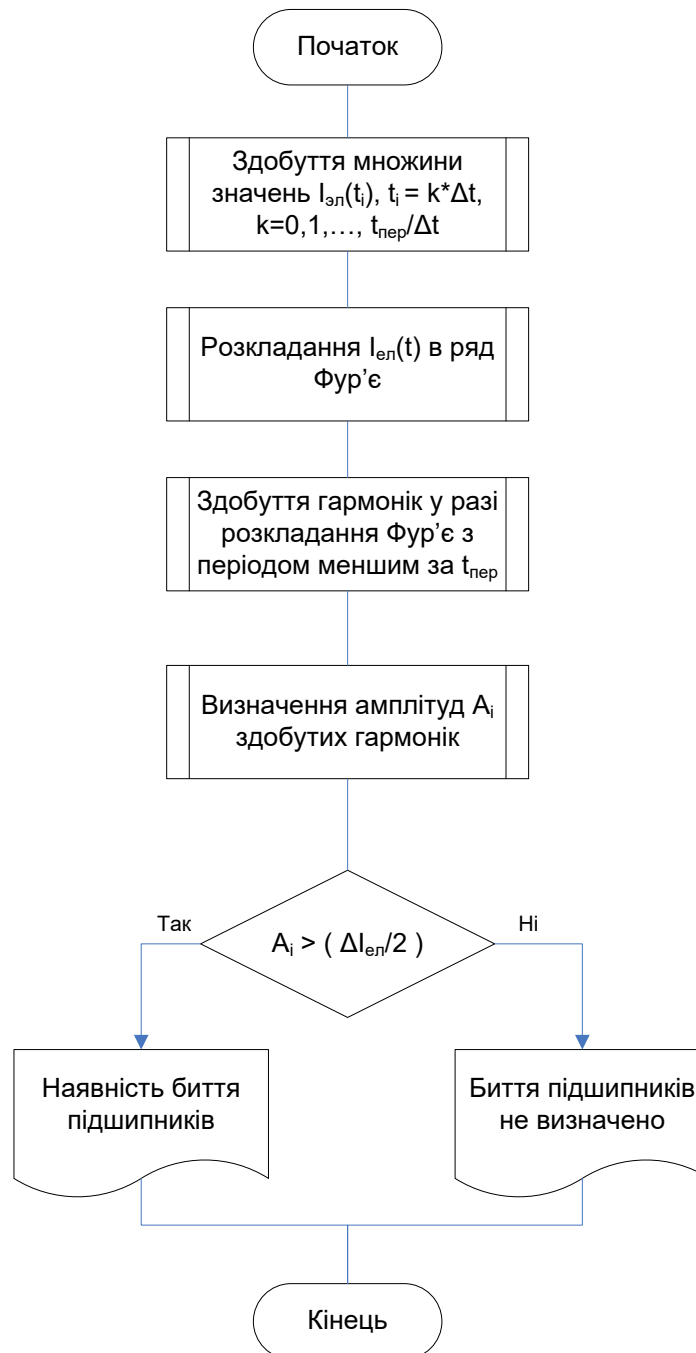 Початок
Здобуття множини
значень Iэл(ti), ti = k*Δt,
k=0,1,…, tпер/Δt
Розкладання Iел(t) в ряд
Фур’є
Здобуття гармонік у разі
розкладання Фур’є з
періодом меншим за tпер
Визначення амплітуд Ai
здобутих гармонік
Так
Ai > ( ΔIел/2 )
Ні
Наявність биття
підшипників
Биття підшипників
не визначено
Кінець